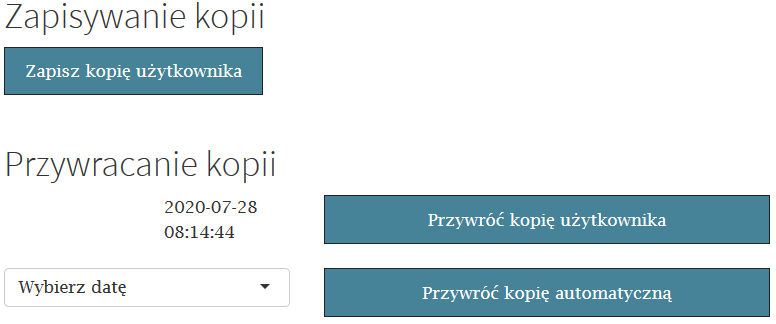 Zapisywanie kopii
Zapisz kopię użytkownika
Przywracanie kopii
2020-07-28
08:14:44
Przywróć kopię użytkownika
Wybierz datę
Przywróć kopię automatyczną